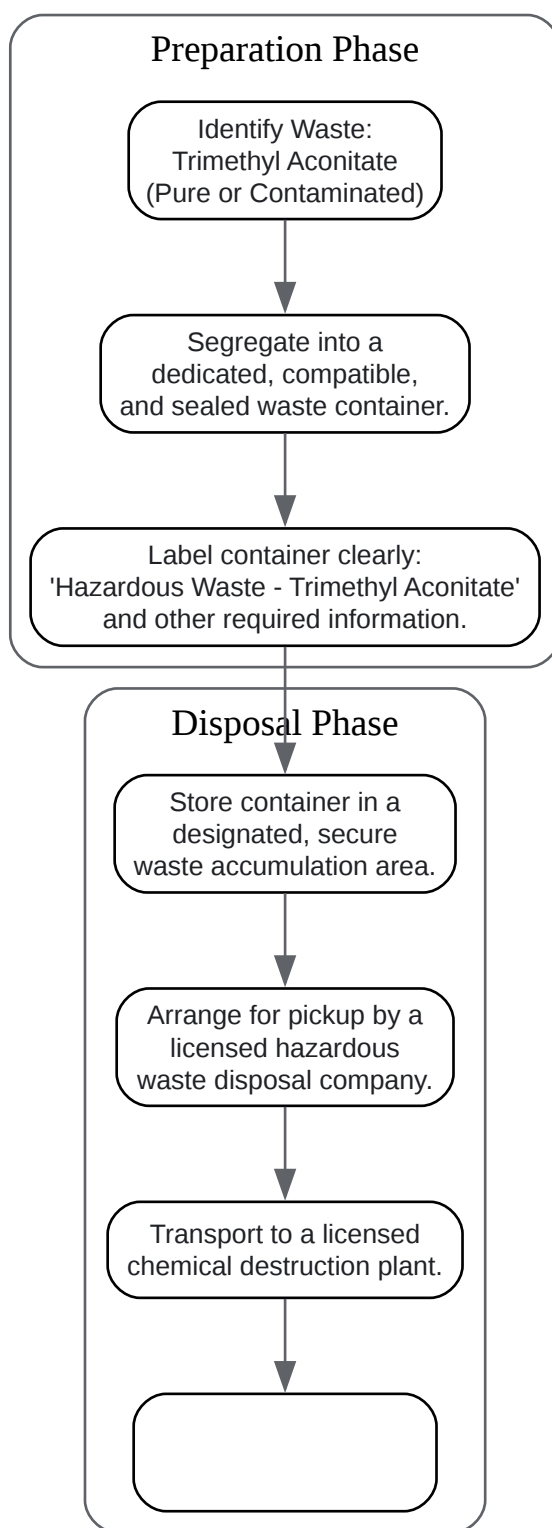 Preparation Phase
Identify Waste:
Trimethyl Aconitate
(Pure or Contaminated)
Segregate into a
dedicated, compatible,
and sealed waste container.
Label container clearly:
'Hazardous Waste - Trimethyl Aconitate'
and other required information.
Disposal Phase
Store container in a
designated, secure
waste accumulation area.
Arrange for pickup by a
licensed hazardous
waste disposal company.
Transport to a licensed
chemical destruction plant.